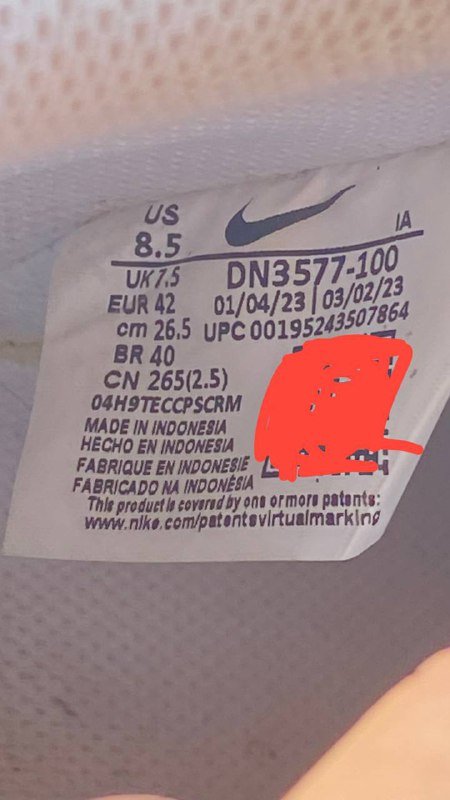 US
8.5
IA
UK 7.5
DN3577-100
EUR 42
01/04/23 | 03/02/23
cm 26.5
UPC 00195243507864
BR 40
CN 265(2.5)
04H9TECCPSCRM
MADE IN INDONESIA
HECHO EN INDONESIA
FABRIQUE EN INDONESIE
FABRICADO NA INDONÉSIA
This product is covered by one or more patents:
www.nike.com/patentsvirtualmarking